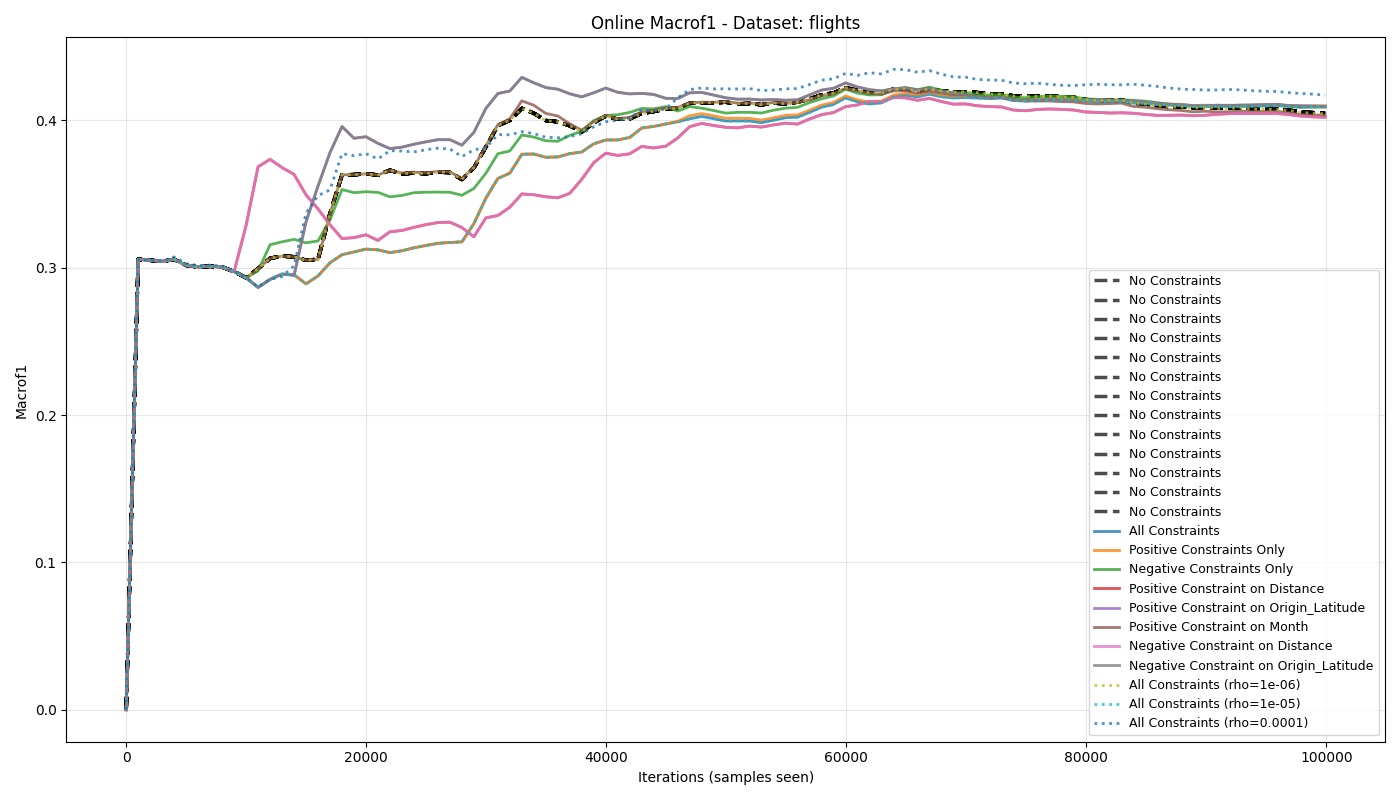 Online Macrof1 - Dataset: flights
Macrof1
0.4
0.3
0.2
0.1
0.0
No Constraints
No Constraints
No Constraints
No Constraints
No Constraints
No Constraints
No Constraints
No Constraints
No Constraints
No Constraints
No Constraints
No Constraints
No Constraints
All Constraints
Positive Constraints Only
Negative Constraints Only
Positive Constraint on Distance
Positive Constraint on Origin_Latitude
Positive Constraint on Month
Negative Constraint on Distance
Negative Constraint on Origin_Latitude
All Constraints (rho=1e-06)
All Constraints (rho=1e-05)
All Constraints (rho=0.0001)
0 20000 40000 60000 80000 100000
Iterations (samples seen)